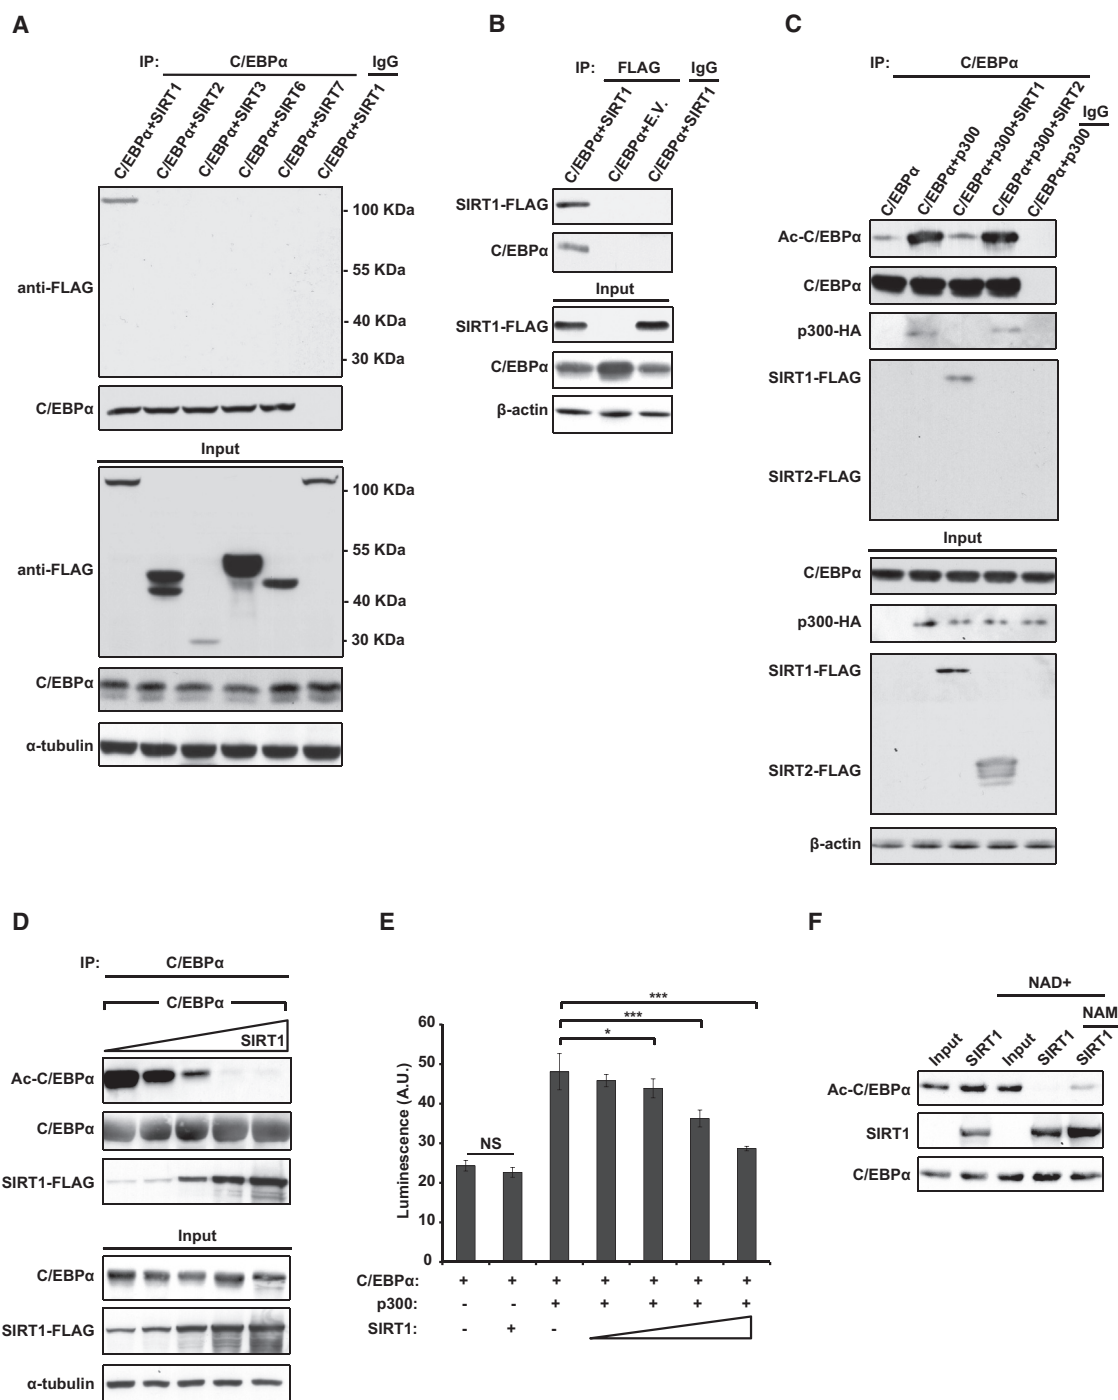 A
IP: C/EBPα IgG
C/EBPα+SIRT1
C/EBPα+SIRT2
C/EBPα+SIRT3
C/EBPα+SIRT6
C/EBPα+SIRT7
C/EBPα+SIRT1
anti-FLAG
100 KDa
55 KDa
40 KDa
30 KDa
C/EBPα
Input
anti-FLAG
100 KDa
55 KDa
40 KDa
30 KDa
C/EBPα
α-tubulin
B
IP: FLAG IgG
C/EBPα+SIRT1
C/EBPα+E.V.
C/EBPα+SIRT1
SIRT1-FLAG
C/EBPα
Input
SIRT1-FLAG
C/EBPα
β-actin
C
IP: C/EBPα
IgG
C/EBPα
C/EBPα+p300
C/EBPα+p300+SIRT1
C/EBPα+p300+SIRT2
C/EBPα+p300
Ac-C/EBPα
C/EBPα
p300-HA
SIRT1-FLAG
SIRT2-FLAG
Input
C/EBPα
p300-HA
SIRT1-FLAG
SIRT2-FLAG
β-actin
D
IP: C/EBPα
C/EBPα
SIRT1
Ac-C/EBPα
C/EBPα
SIRT1-FLAG
Input
C/EBPα
SIRT1-FLAG
α-tubulin
E
***
***
*
NS
Luminescence (A.U.)
60
50
40
30
20
10
0
C/EBPα: + + + + + + +
p300: - - + + + + +
SIRT1: - + -
F
NAD+
NAM
Input
SIRT1
Input
SIRT1
SIRT1
Ac-C/EBPα
SIRT1
C/EBPα